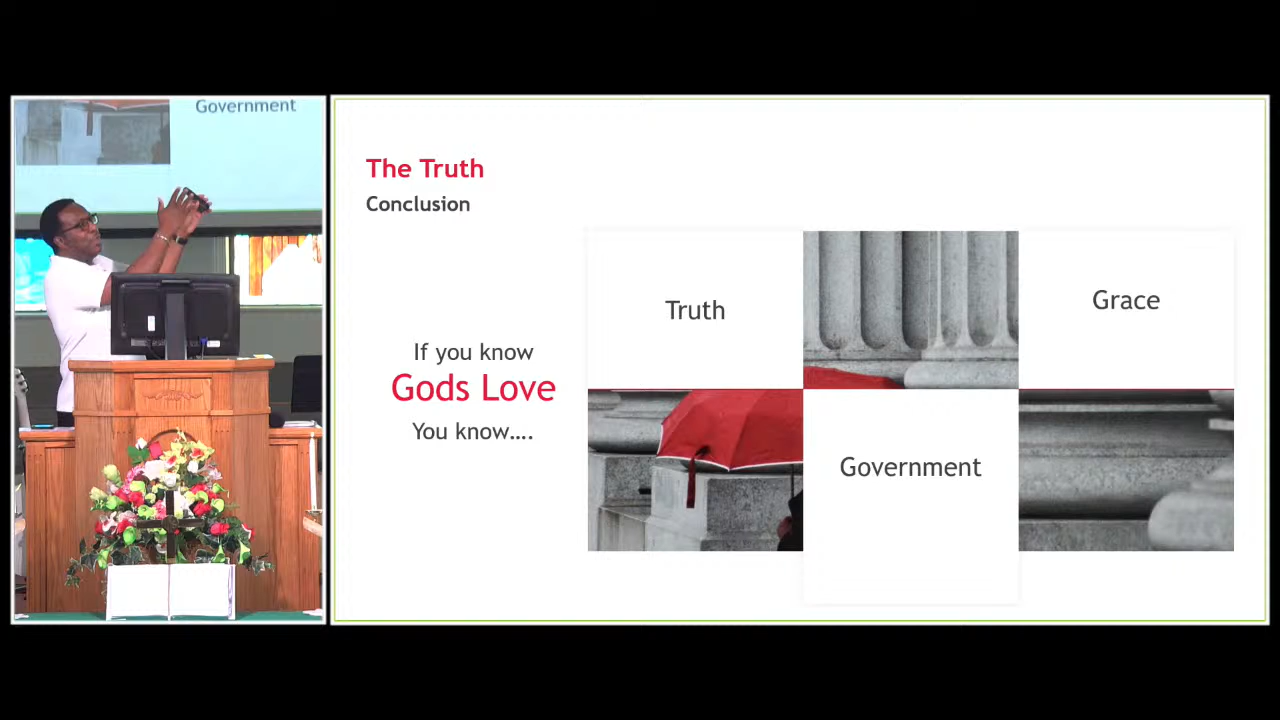 Government
The Truth
Conclusion
If you know
Gods Love
You know....
Truth
Grace
Government